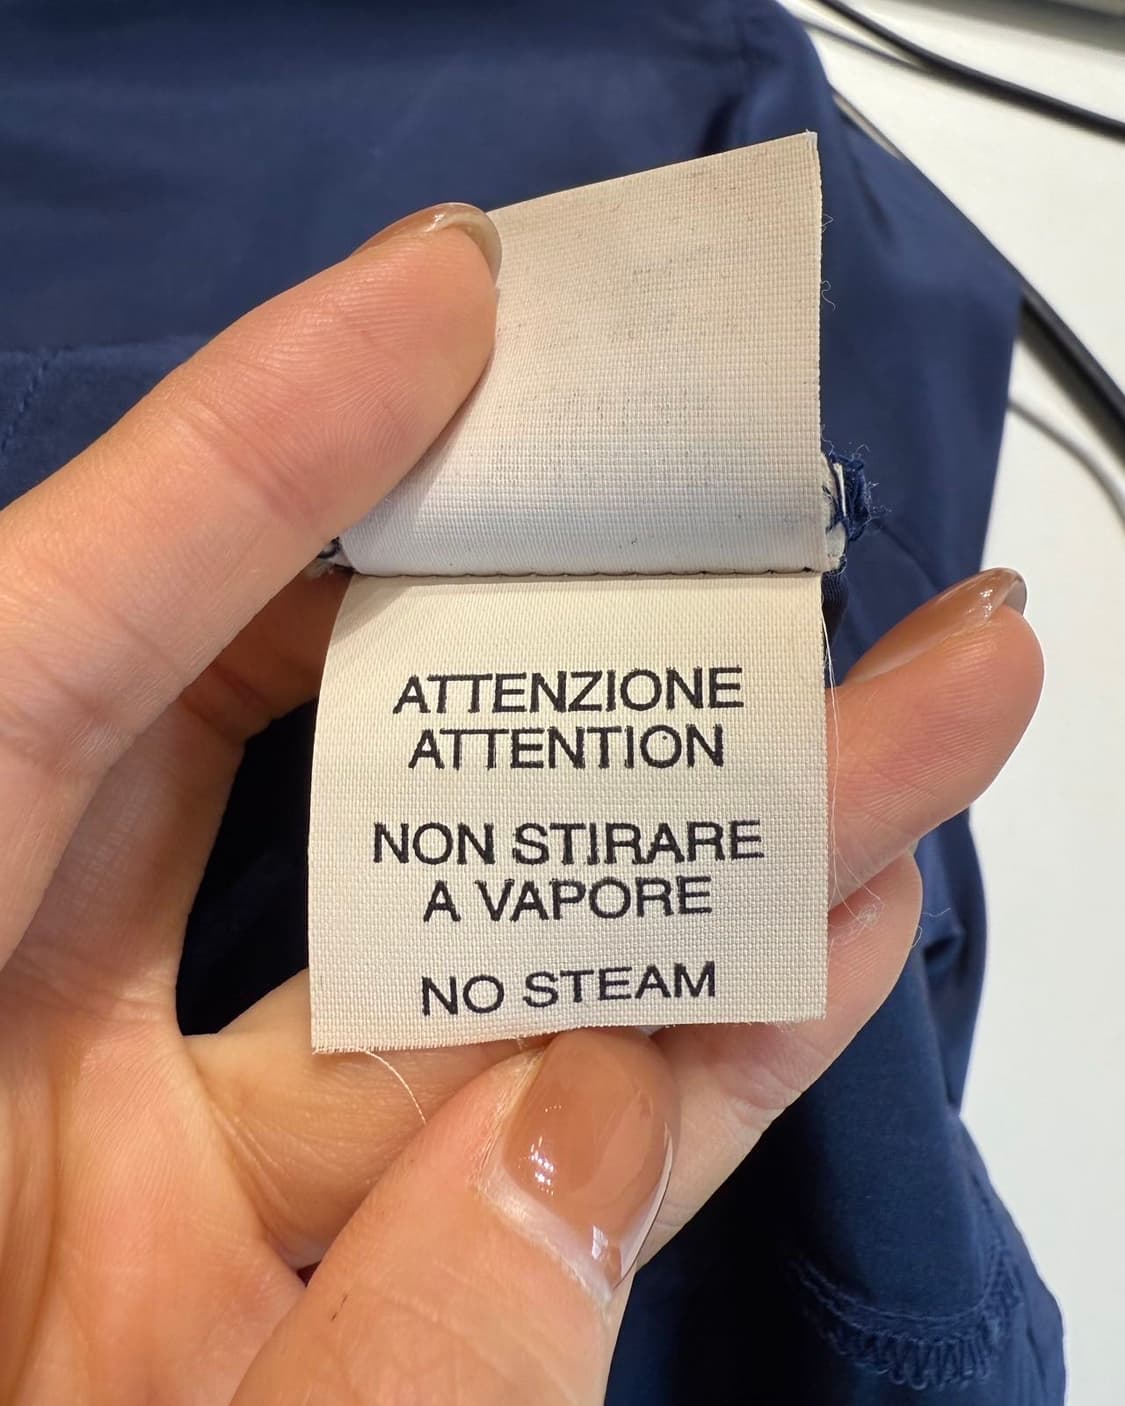 ATTENZIONE
ATTENTION
NON STIRARE
A VAPORE
NO STEAM